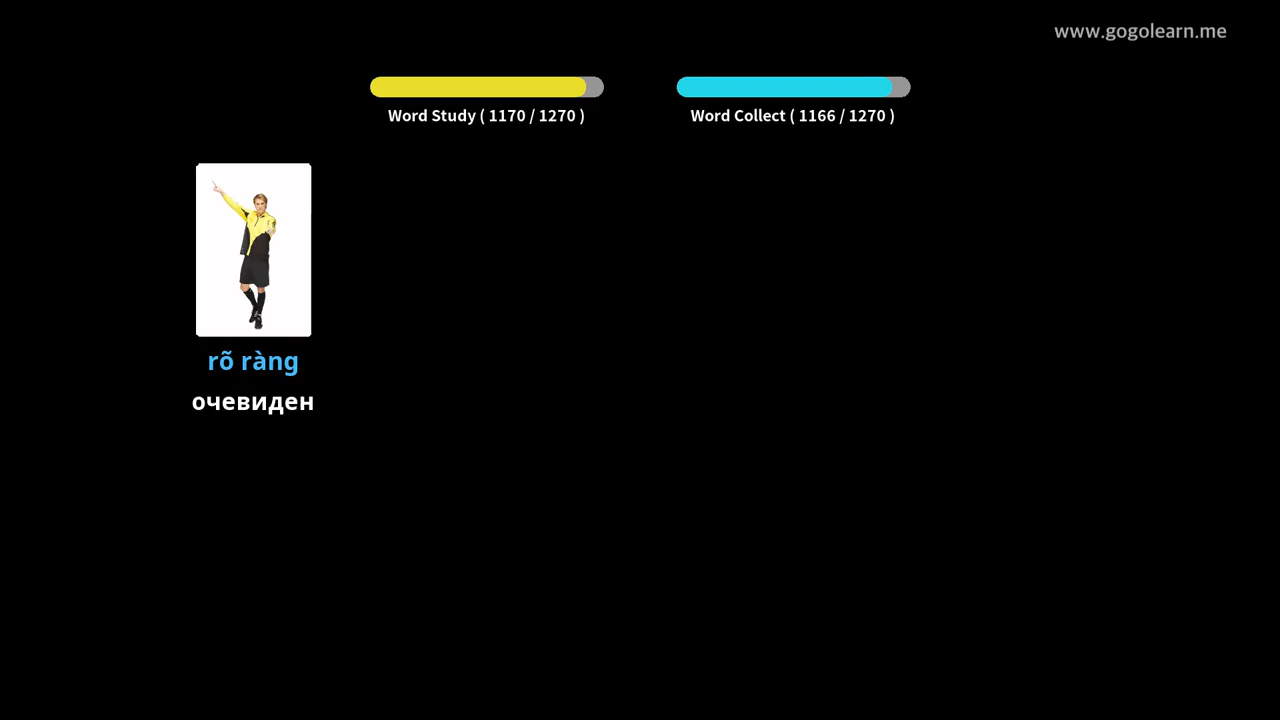 www.gogolearn.me
Word Study ( 1170 / 1270 )
Word Collect ( 1166 / 1270 )
rõ ràng
очевиден